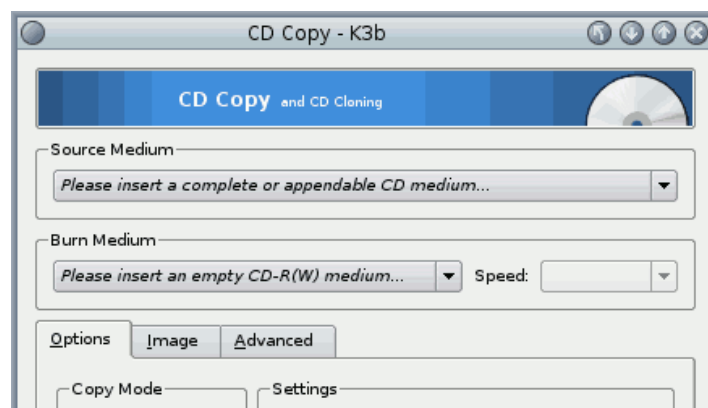 CD Copy - K3b
CD Copy and CD Cloning
Source Medium
Please insert a complete or appendable CD medium...
Burn Medium
Please insert an empty CD-R(W) medium... Speed:
Options Image Advanced
Copy Mode Settings